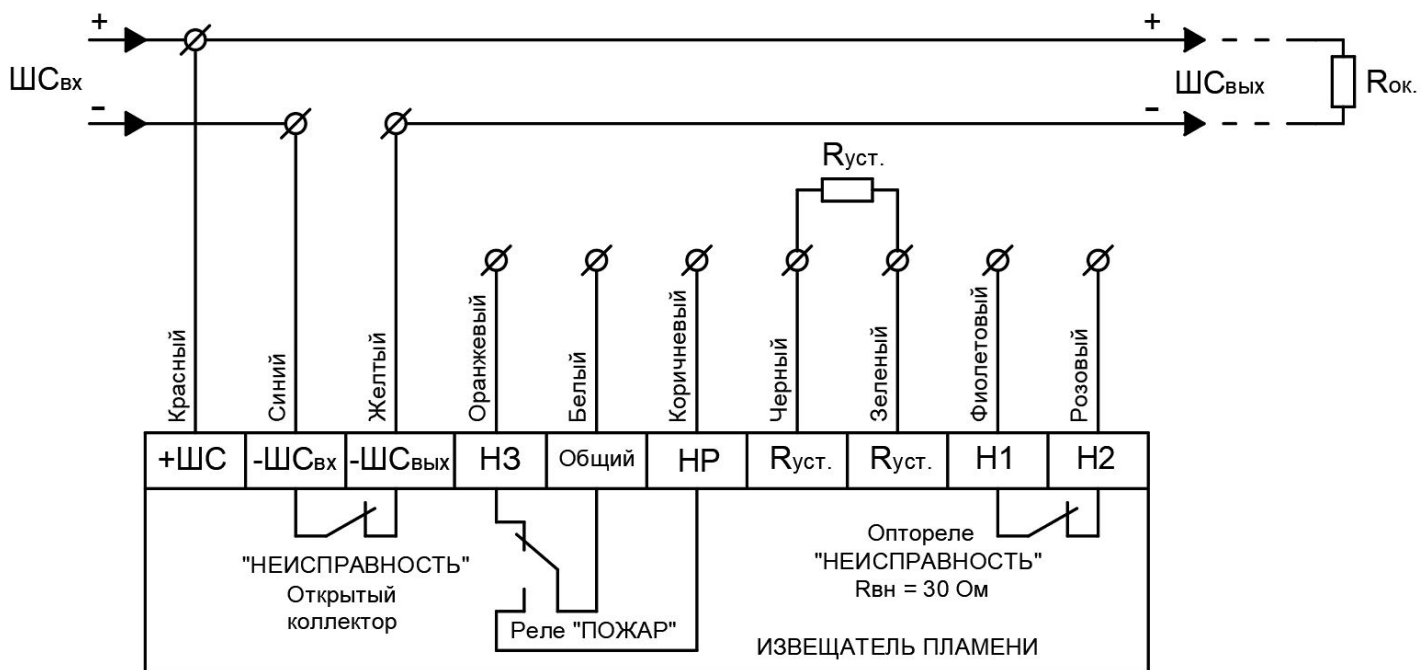 + +
ШСвх ШСвых Rок.
- -
Rуст.
Красный
Синий
Желтый
Оранжевый
Белый
Коричневый
Черный
Зеленый
Фиолетовый
Розовый
+ШС -ШСвх -ШСвых НЗ Общий НР Rуст. Rуст. Н1 Н2
"НЕИСПРАВНОСТЬ"
Открытый
коллектор
Реле "ПОЖАР"
Оптореле
"НЕИСПРАВНОСТЬ"
Rвн = 30 Ом
ИЗВЕЩАТЕЛЬ ПЛАМЕНИ